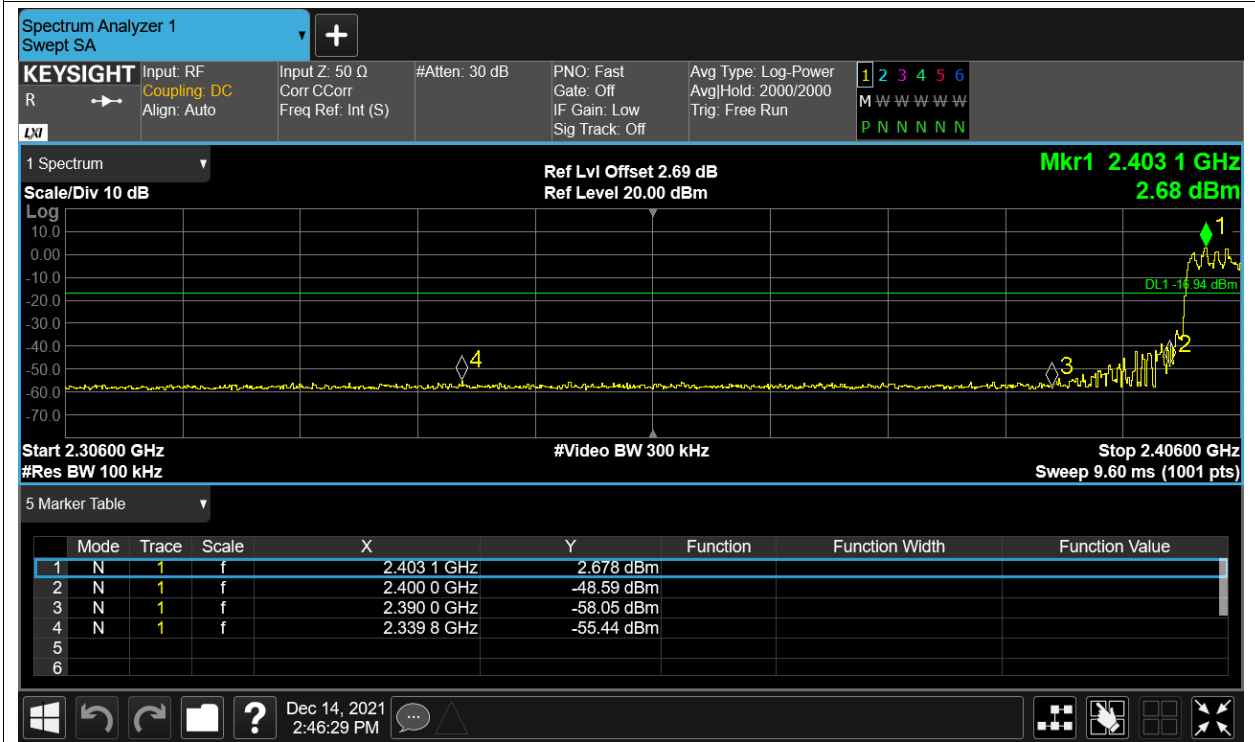 Spectrum Analyzer 1
Swept SA
KEYSIGHT Input: RF Input Z: 50 Ω #Atten: 30 dB PNO: Fast Avg Type: Log-Power 1 2 3 4 5 6
R Coupling: DC Corr CCorr Gate: Off Avg|Hold: 2000/2000 M W W W W W
Align: Auto Freq Ref: Int (S) IF Gain: Low Trig: Free Run
LXI Sig Track: Off P N N N N N
1 Spectrum Ref Lvl Offset 2.69 dB Mkr1 2.403 1 GHz
Scale/Div 10 dB Ref Level 20.00 dBm 2.68 dBm
Log
1
10.0
0.00
-10.0
DL1 -16.94 dBm
-20.0
-30.0
-40.0
2
4
3
-50.0
-60.0
-70.0
Start 2.30600 GHz #Video BW 300 kHz Stop 2.40600 GHz
#Res BW 100 kHz Sweep 9.60 ms (1001 pts)
5 Marker Table
Mode Trace Scale X Y Function Function Width Function Value
1 N 1 f 2.403 1 GHz 2.678 dBm
2 N 1 f 2.400 0 GHz -48.59 dBm
3 N 1 f 2.390 0 GHz -58.05 dBm
4 N 1 f 2.339 8 GHz -55.44 dBm
5
6
? Dec 14, 2021
2:46:29 PM